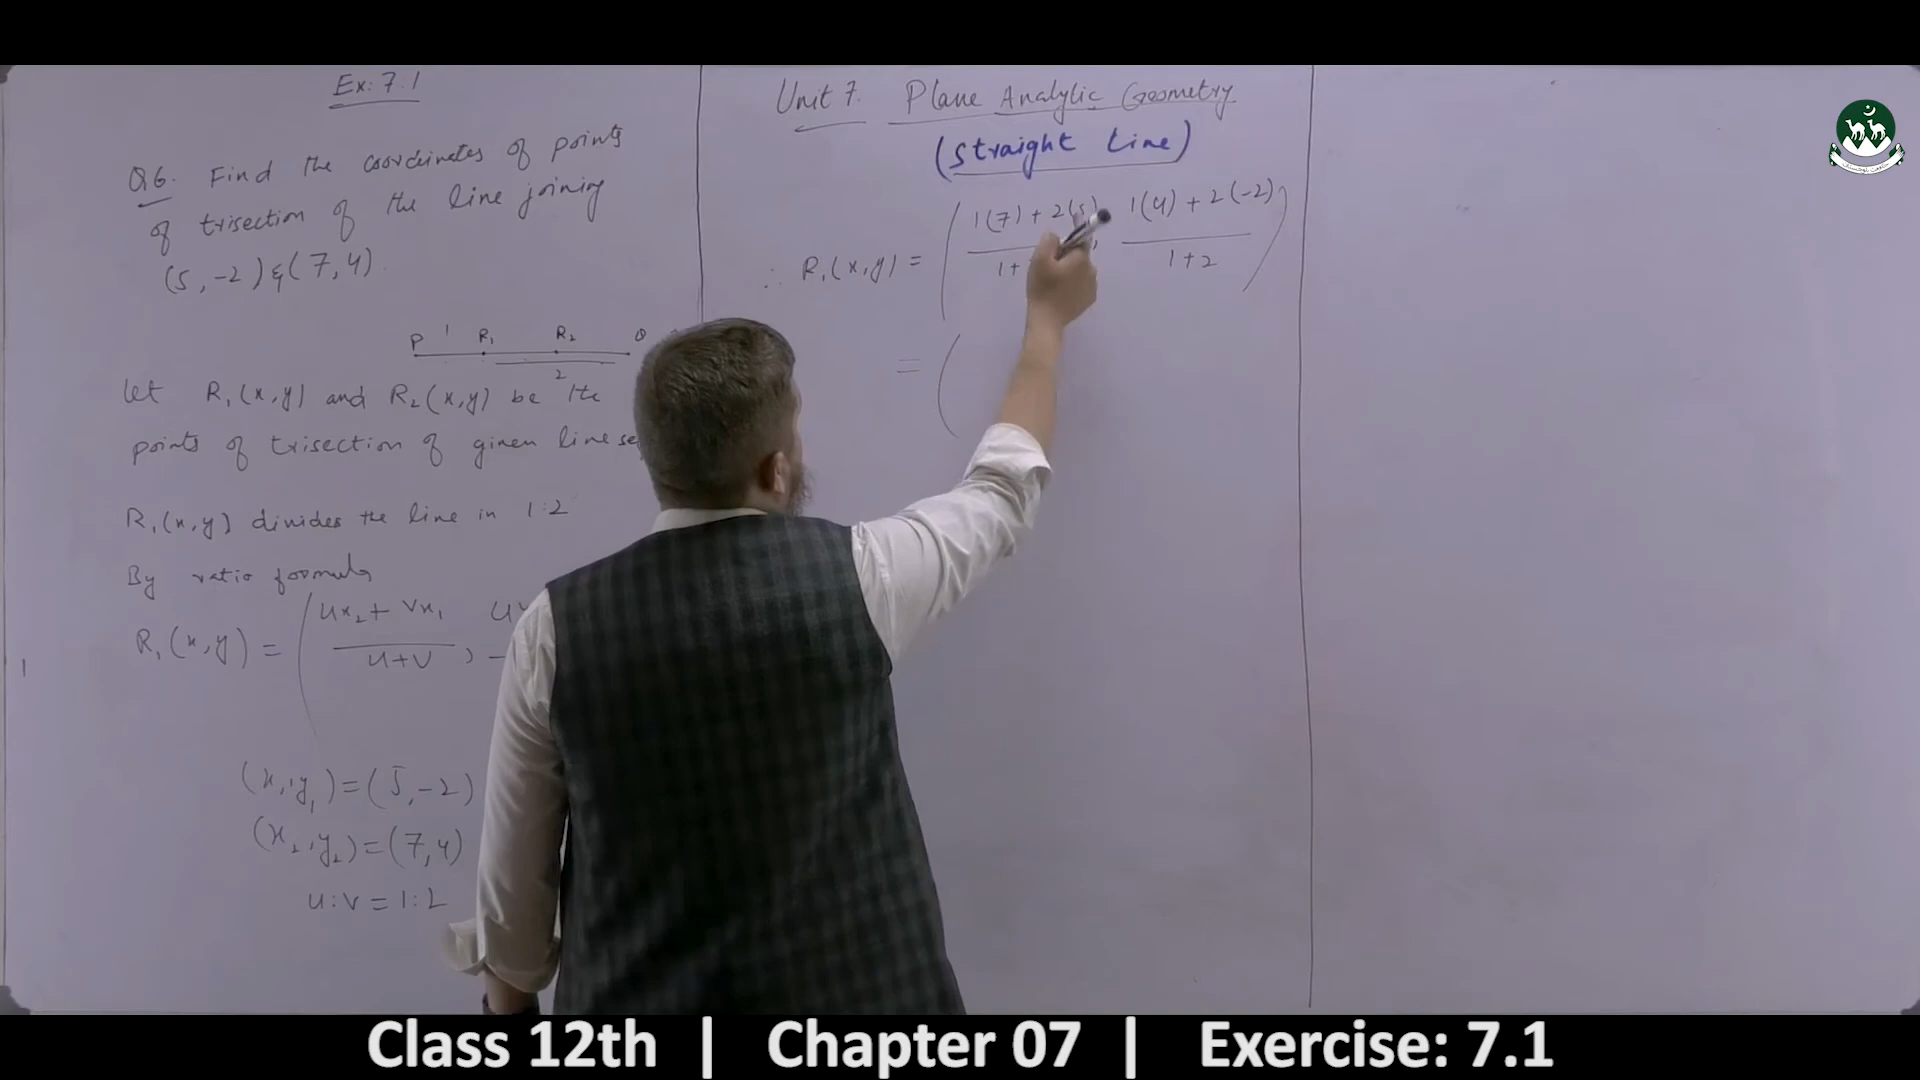 Ex: 7.1
Q6. Find the coordinates of points
of trisection of the line joining
(5, -2) & (7, 4)
P 1 R₁ R₂ Q
2
let R₁(x,y) and R₂(x,y) be the
points of trisection of given line se
R₁(x,y) divides the line in 1:2
By ratio formula
R₁(x,y) = ( ux₂ + vx₁ / u+v ,
(x₁,y₁) = (5,-2)
(x₂,y₂) = (7,4)
u:v = 1:2
Unit 7. Plane Analytic Geometry
(Straight Line)
∴ R₁(x,y) = ( 1(7) + 2(5) / 1+ , 1(4) + 2(-2) / 1+2 )
= (
Class 12th | Chapter 07 | Exercise: 7.1